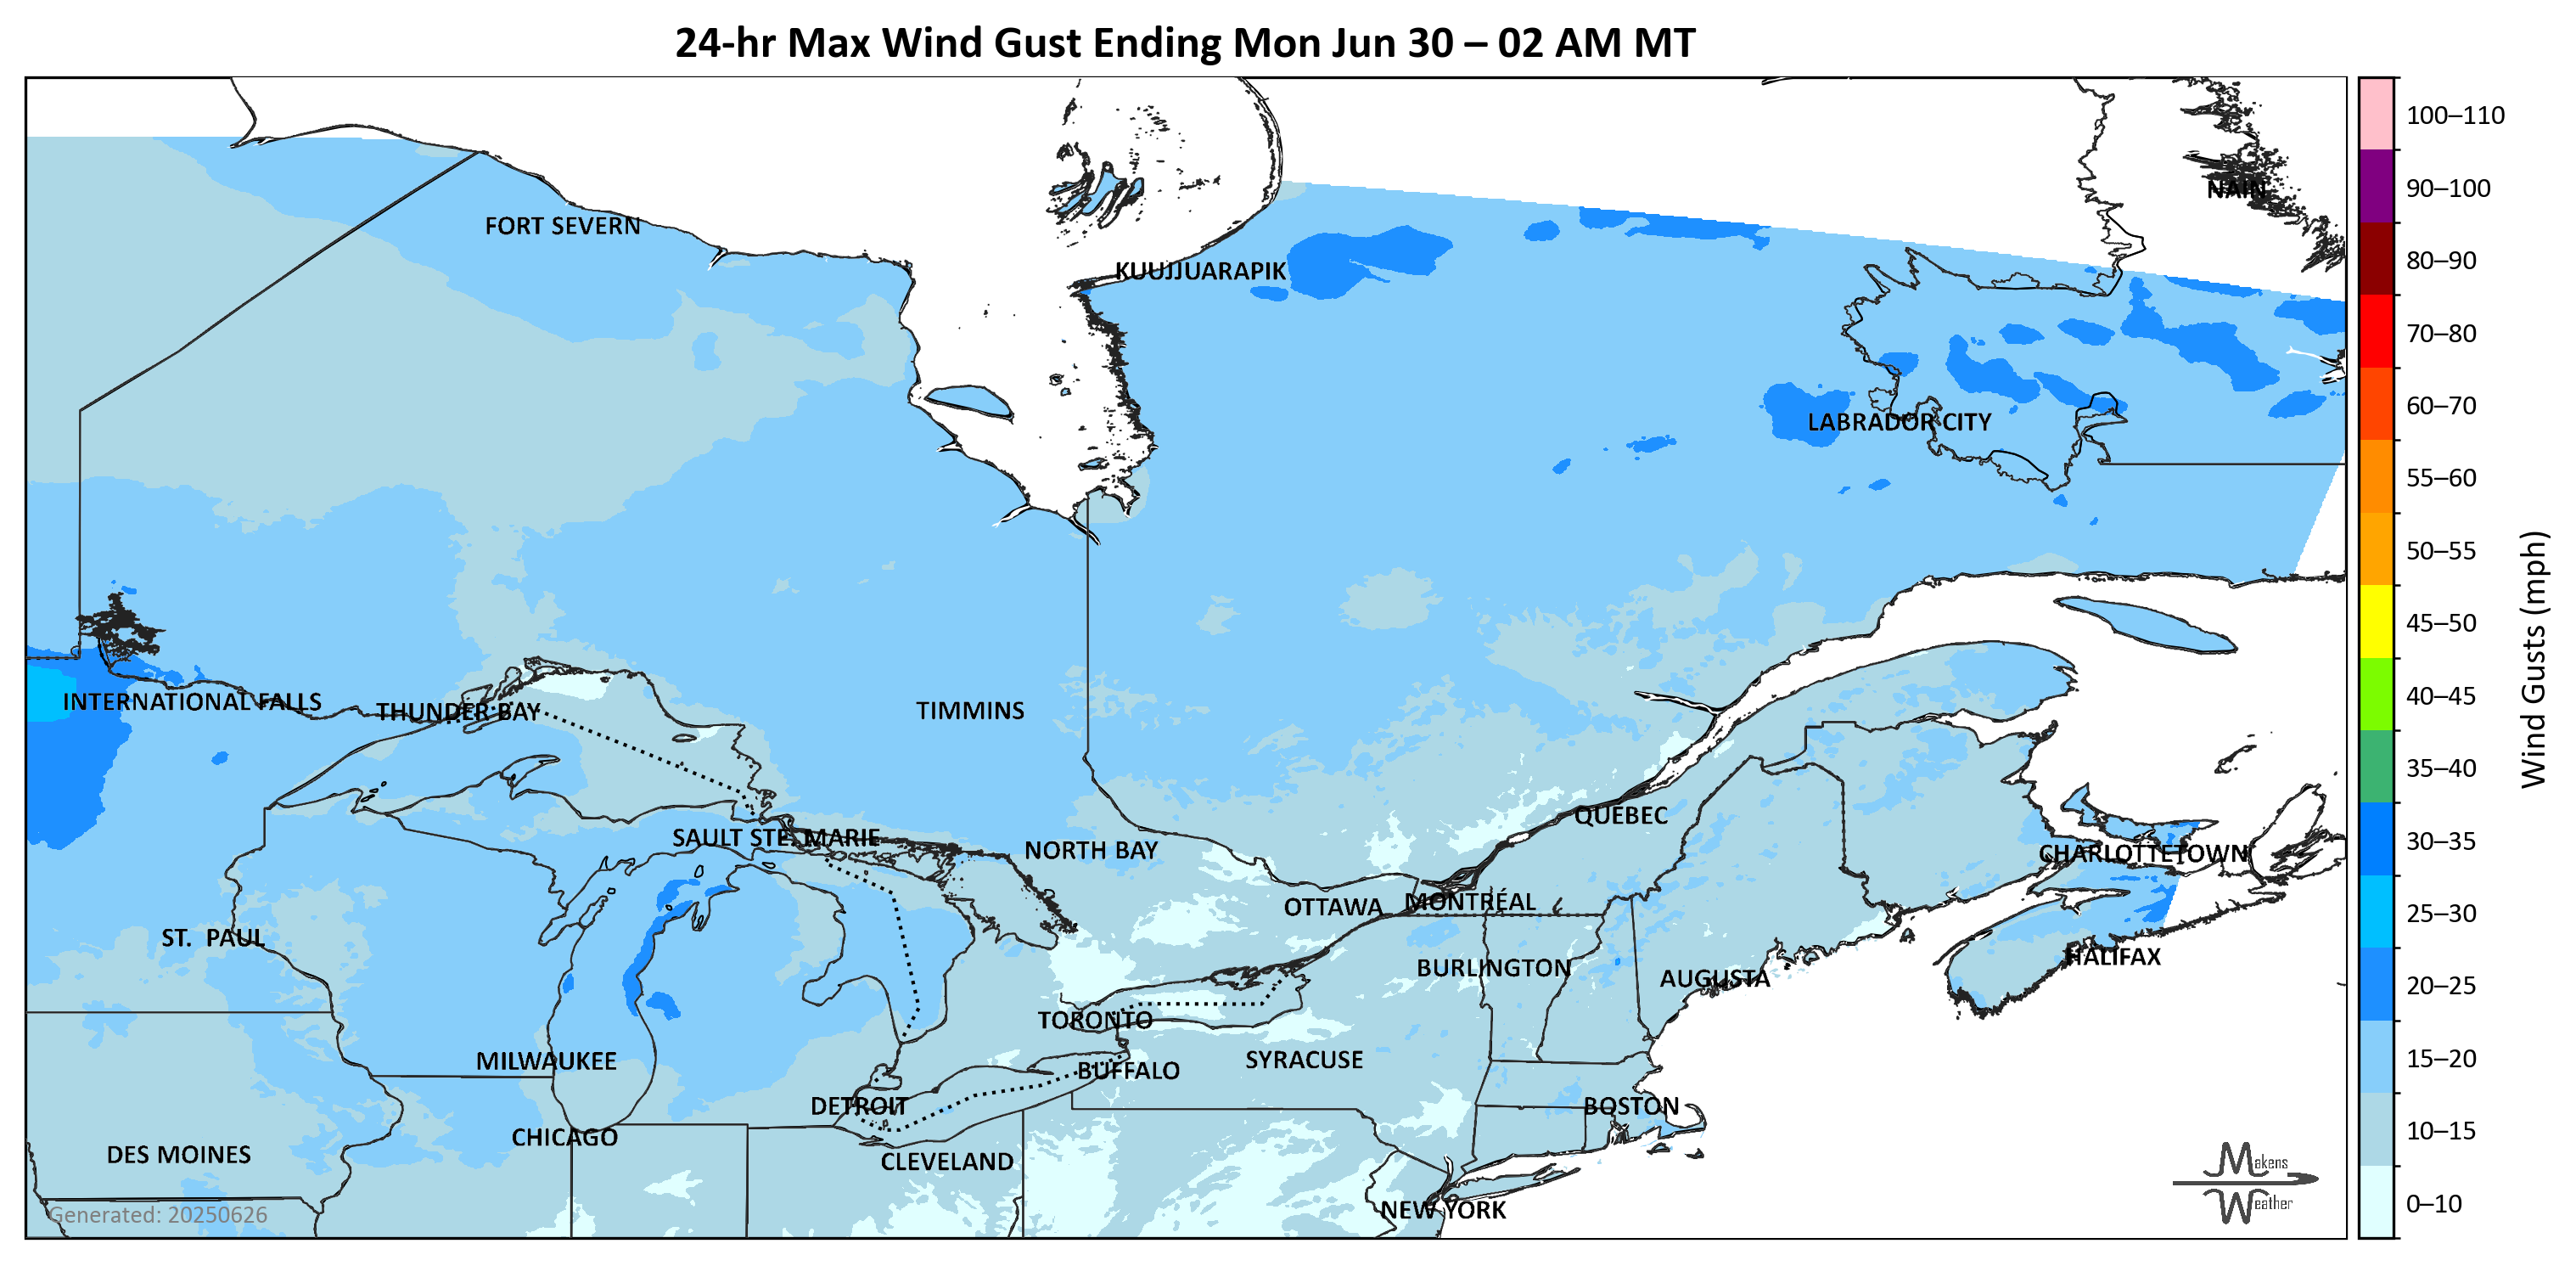 24-hr Max Wind Gust Ending Mon Jun 30 – 02 AM MT
100–110
90–100
NAIN
FORT SEVERN
80–90
KUUJJUARAPIK
70–80
60–70
LABRADOR CITY
55–60
50–55
45–50
Wind Gusts (mph)
40–45
INTERNATIONAL FALLS
THUNDER BAY
TIMMINS
35–40
QUEBEC
SAULT STE. MARIE
30–35
NORTH BAY
CHARLOTTETOWN
MONTRÉAL
OTTAWA
25–30
ST. PAUL
HALIFAX
BURLINGTON
AUGUSTA
20–25
TORONTO
MILWAUKEE
SYRACUSE
15–20
BUFFALO
DETROIT
BOSTON
10–15
CHICAGO
DES MOINES
CLEVELAND
Makens
Weather
0–10
NEW YORK
Generated: 20250626